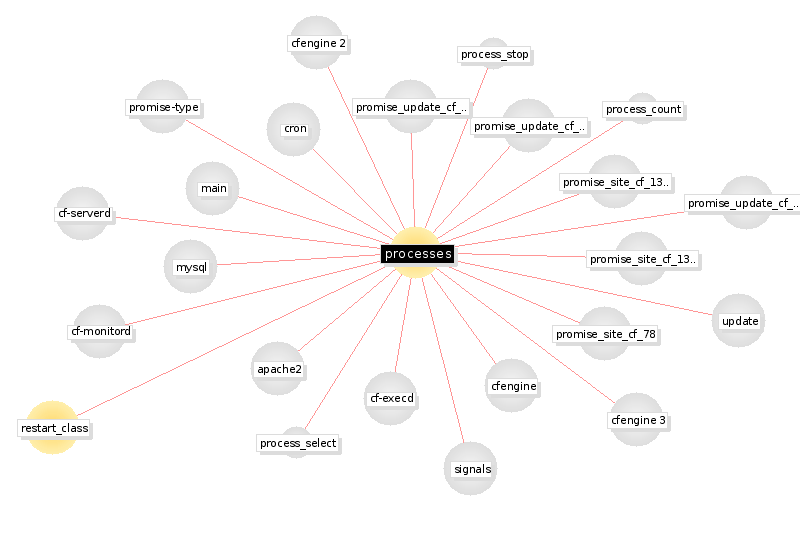 cfengine 2
process_stop
promise-type
promise_update_cf_..
process_count
cron
promise_update_cf_..
main
promise_site_cf_13..
cf-serverd
promise_update_cf_..
processes
mysql
promise_site_cf_13..
cf-monitord
update
promise_site_cf_78
apache2
cfengine
cf-execd
restart_class
cfengine 3
process_select
signals